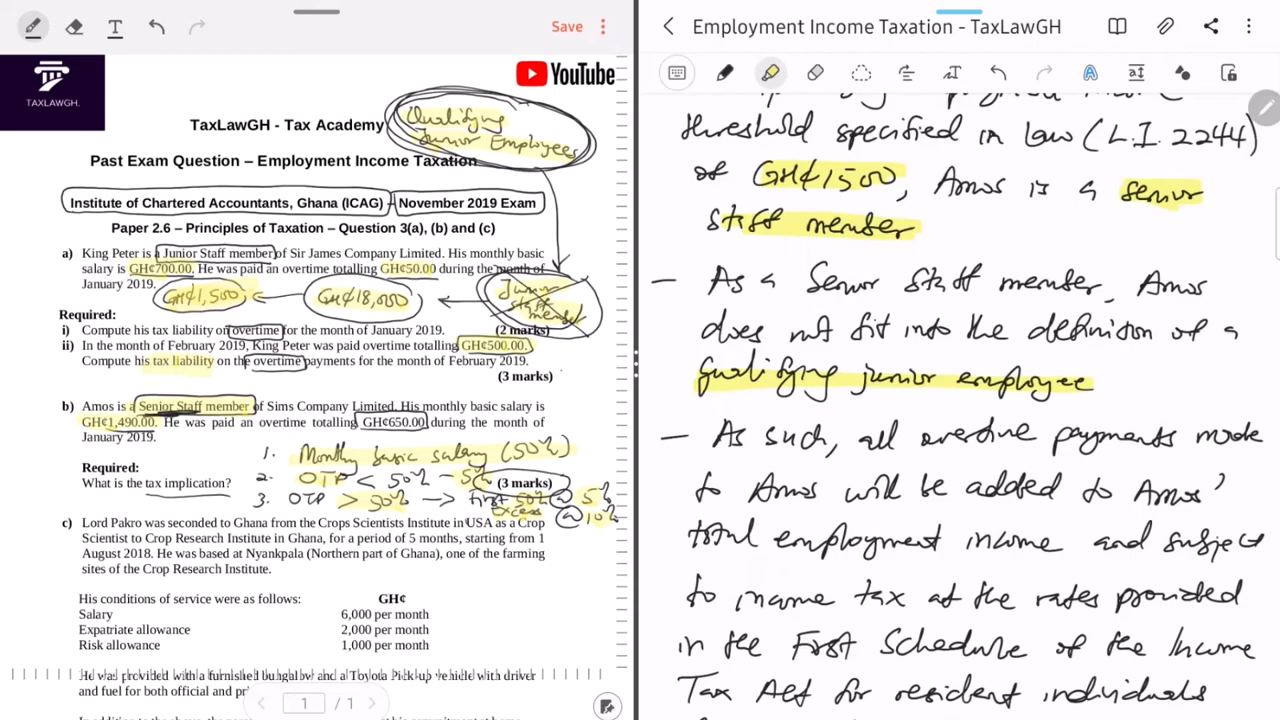 Save
TAXLAWGH.
YouTube
TaxLawGH - Tax Academy
Qualifying
Junior Employees
Past Exam Question – Employment Income Taxation
Institute of Chartered Accountants, Ghana (ICAG) - November 2019 Exam
Paper 2.6 – Principles of Taxation - Question 3(a), (b) and (c)
a) King Peter is a Junior Staff member of Sir James Company Limited. His monthly basic
salary is GH¢700.00. He was paid an overtime totalling GH¢50.00 during the month of
January 2019.
GH¢1,500
GH¢18,000
Junior
staff
member
Required:
i) Compute his tax liability on overtime for the month of January 2019. (2 marks)
ii) In the month of February 2019, King Peter was paid overtime totalling GH¢500.00.
Compute his tax liability on the overtime payments for the month of February 2019.
(3 marks)
b) Amos is a Senior Staff member of Sims Company Limited. His monthly basic salary is
GH¢1,490.00. He was paid an overtime totalling GH¢650.00 during the month of
January 2019.
1. Monthly basic salary (50%)
Required:
2. OTP < 50% - 5%
What is the tax implication? (3 marks)
3. OTP > 50% → first 50% @ 5%
Excess @ 10%
c) Lord Pakro was seconded to Ghana from the Crops Scientists Institute in USA as a Crop
Scientist to Crop Research Institute in Ghana, for a period of 5 months, starting from 1
August 2018. He was based at Nyankpala (Northern part of Ghana), one of the farming
sites of the Crop Research Institute.
His conditions of service were as follows: GH¢
Salary 6,000 per month
Expatriate allowance 2,000 per month
Risk allowance 1,000 per month
He was provided with a furnished bungalow and a Toyota Pick-up vehicle with driver
and fuel for both official and
1 / 1
Employment Income Taxation - TaxLawGH
threshold specified in law (L.I. 2244)
of GH¢1500, Amos is a senior
staff member
- As a Senior Staff member, Amos
does not fit into the definition of a
qualifying junior employee
- As such, all overtime payments made
to Amos will be added to Amos'
total employment income and subject
to income tax at the rates provided
in the First Schedule of the Income
Tax Act for resident individuals